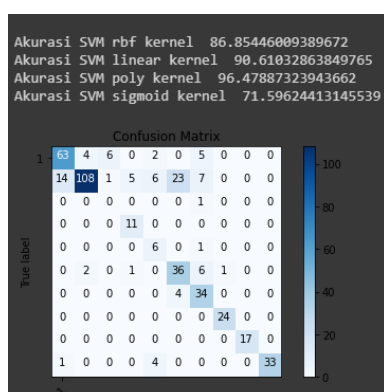 Akurasi SVM rbf kernel 86.85446009389672
Akurasi SVM linear kernel 90.61032863849765
Akurasi SVM poly kernel 96.47887323943662
Akurasi SVM sigmoid kernel 71.59624413145539
Confusion Matrix
1 63 4 6 0 2 0 5 0 0 0
14 108 1 5 6 23 7 0 0 0
0 0 0 0 0 0 1 0 0 0
0 0 0 11 0 0 0 0 0 0
0 0 0 0 6 0 1 0 0 0
0 2 0 1 0 36 6 1 0 0
0 0 0 0 0 4 34 0 0 0
0 0 0 0 0 0 0 24 0 0
0 0 0 0 0 0 0 0 17 0
1 0 0 0 4 0 0 0 0 33
True label
100
80
60
40
20
0